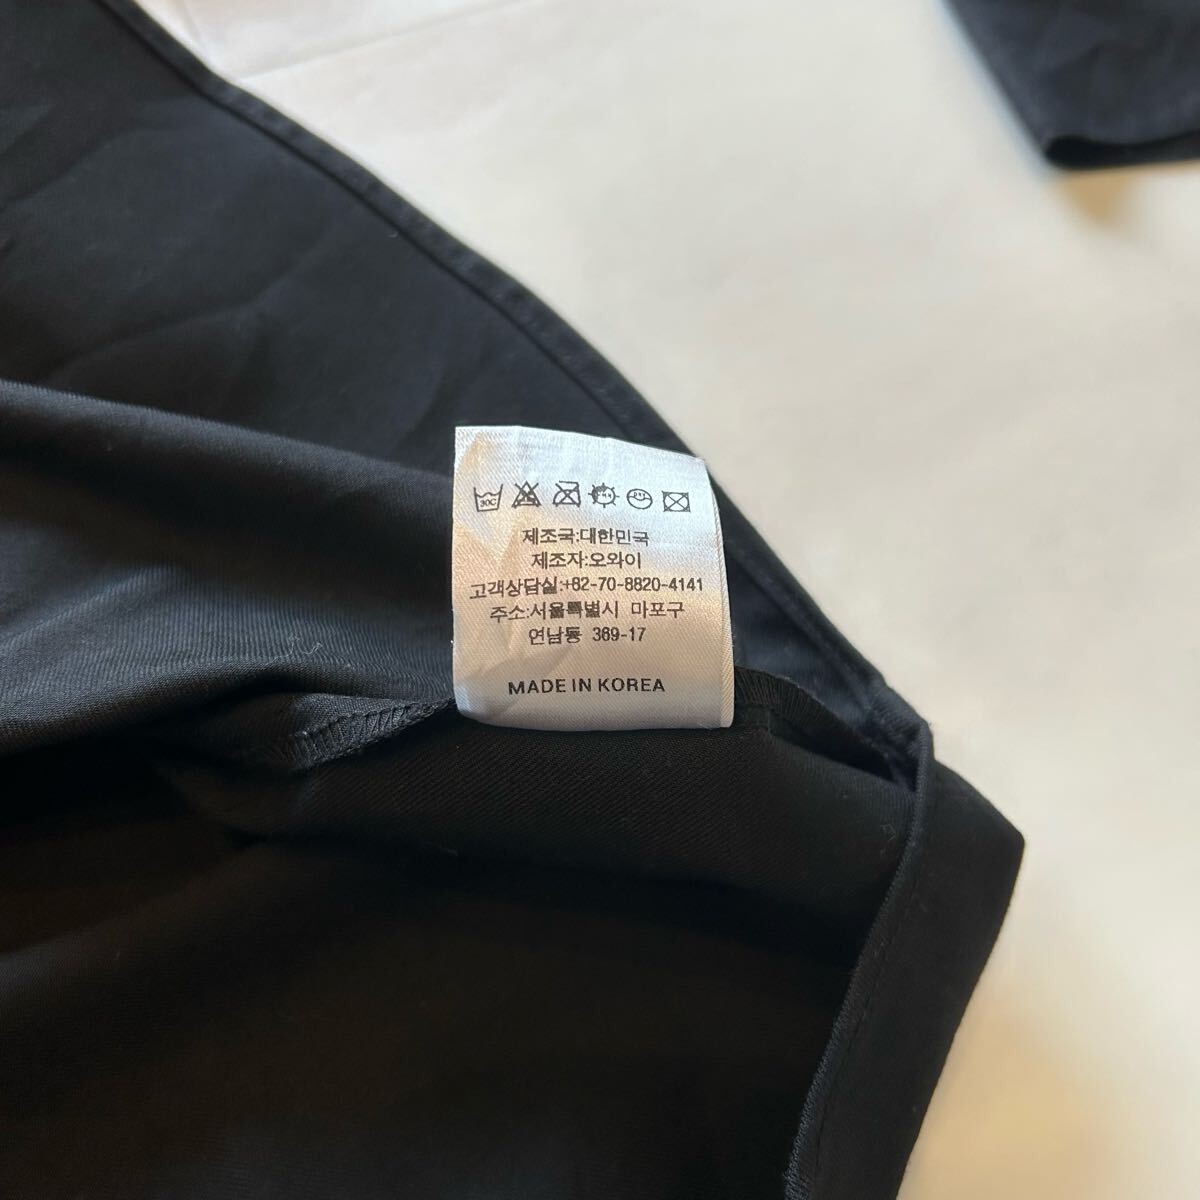 30C
제조국:대한민국
제조자:오와이
고객상담실:+82-70-8820-4141
주소:서울특별시 마포구
연남동 369-17
MADE IN KOREA